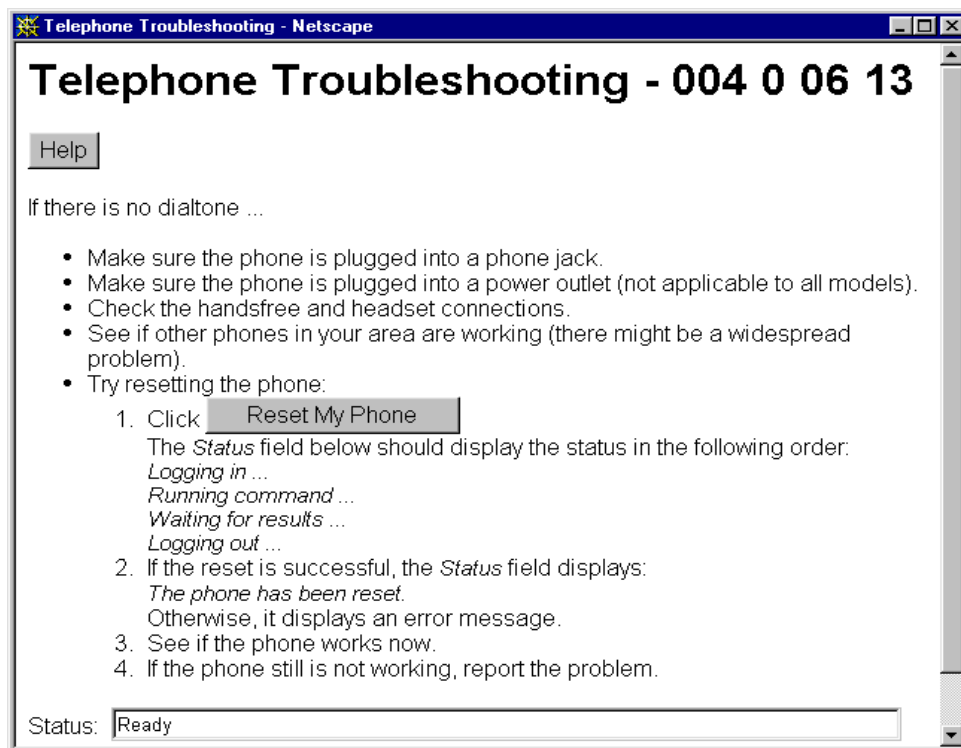 Telephone Troubleshooting - Netscape
Telephone Troubleshooting - 004 0 06 13
Help
If there is no dialtone ...
• Make sure the phone is plugged into a phone jack.
• Make sure the phone is plugged into a power outlet (not applicable to all models).
• Check the handsfree and headset connections.
• See if other phones in your area are working (there might be a widespread
problem).
• Try resetting the phone:
1. Click Reset My Phone
The Status field below should display the status in the following order:
Logging in ...
Running command ...
Waiting for results ...
Logging out ...
2. If the reset is successful, the Status field displays:
The phone has been reset.
Otherwise, it displays an error message.
3. See if the phone works now.
4. If the phone still is not working, report the problem.
Status: Ready